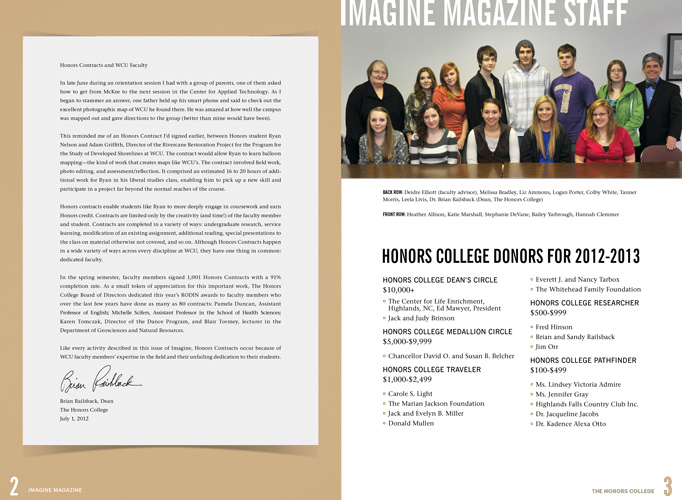 Honors Contracts and WCU Faculty
In late June during an orientation session I had with a group of parents, one of them asked
how to get from McKee to the next session in the Center for Applied Technology. As I
began to stammer an answer, one father held up his smart phone and said to check out the
excellent photographic map of WCU he found there. He was amazed at how well the campus
was mapped out and gave directions to the group (better than mine would have been).
This reminded me of an Honors Contract I'd signed earlier, between Honors student Ryan
Nelson and Adam Griffith, Director of the Rivercane Restoration Project for the Program for
the Study of Developed Shorelines at WCU. The contract would allow Ryan to learn balloon
mapping—the kind of work that creates maps like WCU's. The contract involved field work,
photo editing, and assessment/reflection. It comprised an estimated 16 to 20 hours of addi-
tional work for Ryan in his liberal studies class, enabling him to pick up a new skill and
participate in a project far beyond the normal reaches of the course.
Honors contracts enable students like Ryan to more deeply engage in coursework and earn
Honors credit. Contracts are limited only by the creativity (and time!) of the faculty member
and student. Contracts are completed in a variety of ways: undergraduate research, service
learning, modification of an existing assignment, additional reading, special presentations to
the class on material otherwise not covered, and so on. Although Honors Contracts happen
in a wide variety of ways across every discipline at WCU, they have one thing in common:
dedicated faculty.
In the spring semester, faculty members signed 1,001 Honors Contracts with a 91%
completion rate. As a small token of appreciation for this important work, The Honors
College Board of Directors dedicated this year's RODIN awards to faculty members who
over the last few years have done as many as 80 contracts: Pamela Duncan, Assistant
Professor of English; Michelle Scifers, Assistant Professor in the School of Health Sciences;
Karen Tomczak, Director of the Dance Program, and Blair Tormey, lecturer in the
Department of Geosciences and Natural Resources.
Like every activity described in this issue of Imagine, Honors Contracts occur because of
WCU faculty members' expertise in the field and their unfailing dedication to their students.
Brian Railsback
Brian Railsback, Dean
The Honors College
July 1, 2012
2 IMAGINE MAGAZINE
IMAGINE MAGAZINE STAFF
BACK ROW: Deidre Elliott (faculty advisor), Melissa Bradley, Liz Ammons, Logan Porter, Colby White, Tanner
Morris, Leela Livis, Dr. Brian Railsback (Dean, The Honors College)
FRONT ROW: Heather Allison, Katie Marshall, Stephanie DeVane, Bailey Yarbrough, Hannah Clemmer
HONORS COLLEGE DONORS FOR 2012-2013
HONORS COLLEGE DEAN'S CIRCLE
$10,000+
The Center for Life Enrichment,
Highlands, NC, Ed Mawyer, President
Jack and Judy Brinson
HONORS COLLEGE MEDALLION CIRCLE
$5,000-$9,999
Chancellor David O. and Susan B. Belcher
HONORS COLLEGE TRAVELER
$1,000-$2,499
Carole S. Light
The Marian Jackson Foundation
Jack and Evelyn B. Miller
Donald Mullen
Everett J. and Nancy Tarbox
The Whitehead Family Foundation
HONORS COLLEGE RESEARCHER
$500-$999
Fred Hinson
Brian and Sandy Railsback
Jim Orr
HONORS COLLEGE PATHFINDER
$100-$499
Ms. Lindsey Victoria Admire
Ms. Jennifer Gray
Highlands Falls Country Club Inc.
Dr. Jacqueline Jacobs
Dr. Kadence Alexa Otto
THE HONORS COLLEGE 3